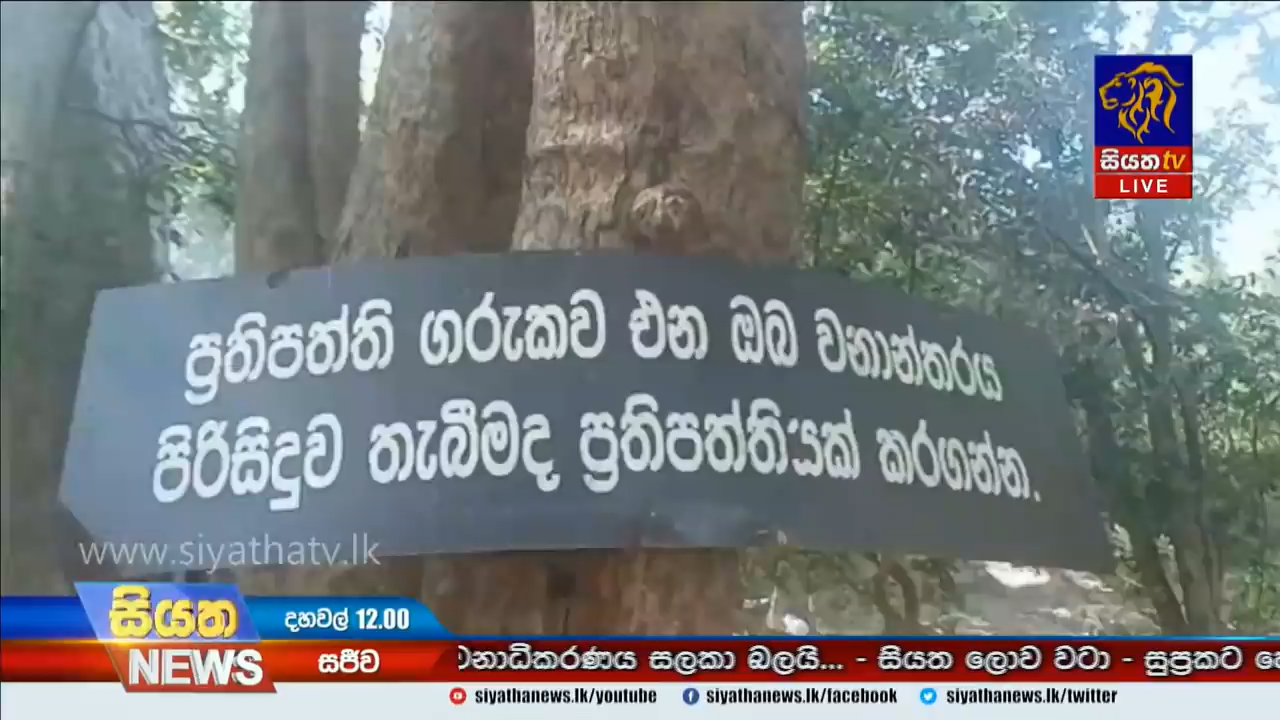 සියත tv
LIVE
ප්‍රතිපත්ති ගරුකව එන ඔබ වනාන්තරය
පිරිසිදුව තැබීමද ප්‍රතිපත්තියක් කරගන්න.
www.siyathatv.lk
සියත
NEWS
දහවල් 12.00
සජීව
සලකා බලයි... - සියත ලොව වටා - සුප්‍රකට
siyathanews.lk/youtube siyathanews.lk/facebook siyathanews.lk/twitter